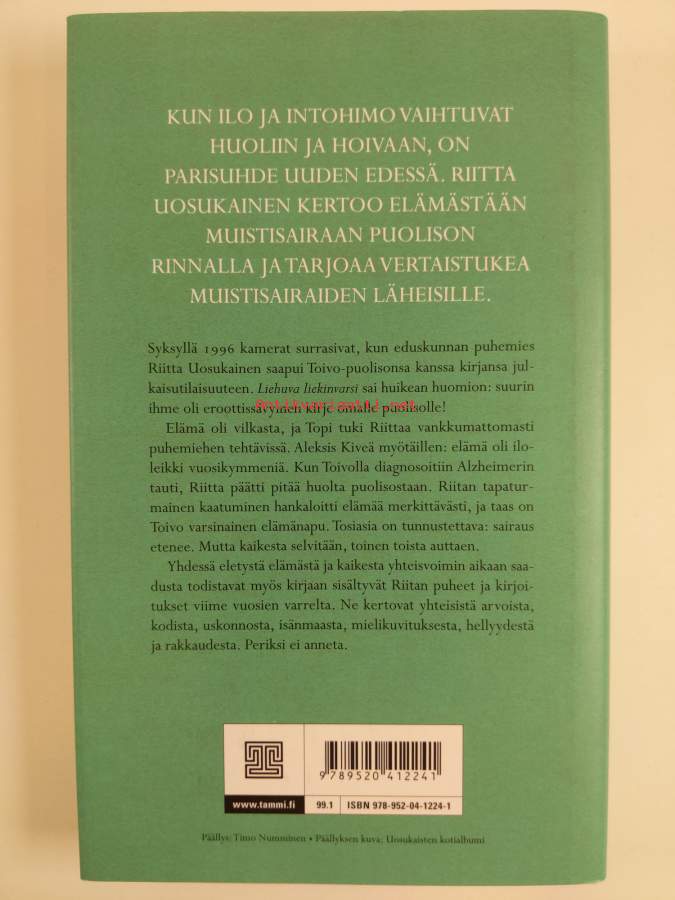 KUN ILO JA INTOHIMO VAIHTUVAT
HUOLIIN JA HOIVAAN, ON
PARISUHDE UUDEN EDESSÄ. RIITTA
UOSUKAINEN KERTOO ELÄMÄSTÄÄN
MUISTISAIRAAN PUOLISON
RINNALLA JA TARJOAA VERTAISTUKEA
MUISTISAIRAIDEN LÄHEISILLE.
Syksyllä 1996 kamerat surrasivat, kun eduskunnan puhemies
Riitta Uosukainen saapui Toivo-puolisonsa kanssa kirjansa jul-
kaisutilaisuuteen. Liehuva liekinvarsi sai huikean huomion: suurin
Antikvariaatti.net
ihme oli eroottissävyinen kirje omalle puolisolle!
Elämä oli vilkasta, ja Topi tuki Riittaa vankkumattomasti
puhemiehen tehtävissä. Aleksis Kiveä myötäillen: elämä oli ilo-
leikki vuosikymmeniä. Kun Toivolla diagnosoitiin Alzheimerin
tauti, Riitta päätti pitää huolta puolisostaan. Riitan tapatur-
mainen kaatuminen hankaloitti elämää merkittävästi, ja taas on
Toivo varsinainen elämänapu. Tosiasia on tunnustettava: sairaus
etenee. Mutta kaikesta selvitään, toinen toista auttaen.
Yhdessä eletystä elämästä ja kaikesta yhteisvoimin aikaan saa-
dusta todistavat myös kirjaan sisältyvät Riitan puheet ja kirjoi-
tukset viime vuosien varrelta. Ne kertovat yhteisistä arvoista,
kodista, uskonnosta, isänmaasta, mielikuvituksesta, hellyydestä
ja rakkaudesta. Periksi ei anneta.
9 789520 412241
www.tammi.fi 99.1 ISBN 978-952-04-1224-1
Päällys: Timo Numminen • Päällyksen kuva: Uosukaisten kotialbumi